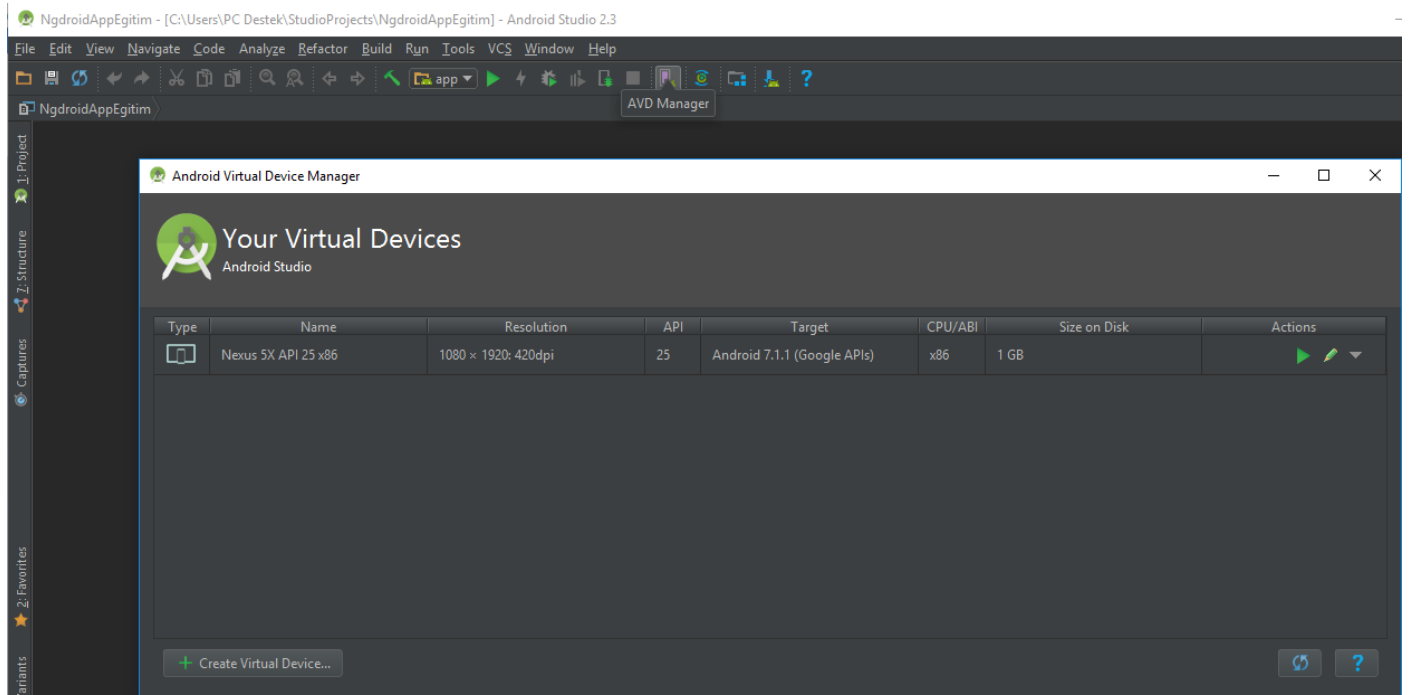 NgdroidAppEgitim - [C:\Users\PC Destek\StudioProjects\NgdroidAppEgitim] - Android Studio 2.3
File Edit View Navigate Code Analyze Refactor Build Run Tools VCS Window Help
app
?
AVD Manager
NgdroidAppEgitim
1: Project
7: Structure
Captures
2: Favorites
Android Virtual Device Manager
Your Virtual Devices
Android Studio
Type Name Resolution API Target CPU/ABI Size on Disk Actions
Nexus 5X API 25 x86 1080 × 1920: 420dpi 25 Android 7.1.1 (Google APIs) x86 1 GB
Create Virtual Device...
?